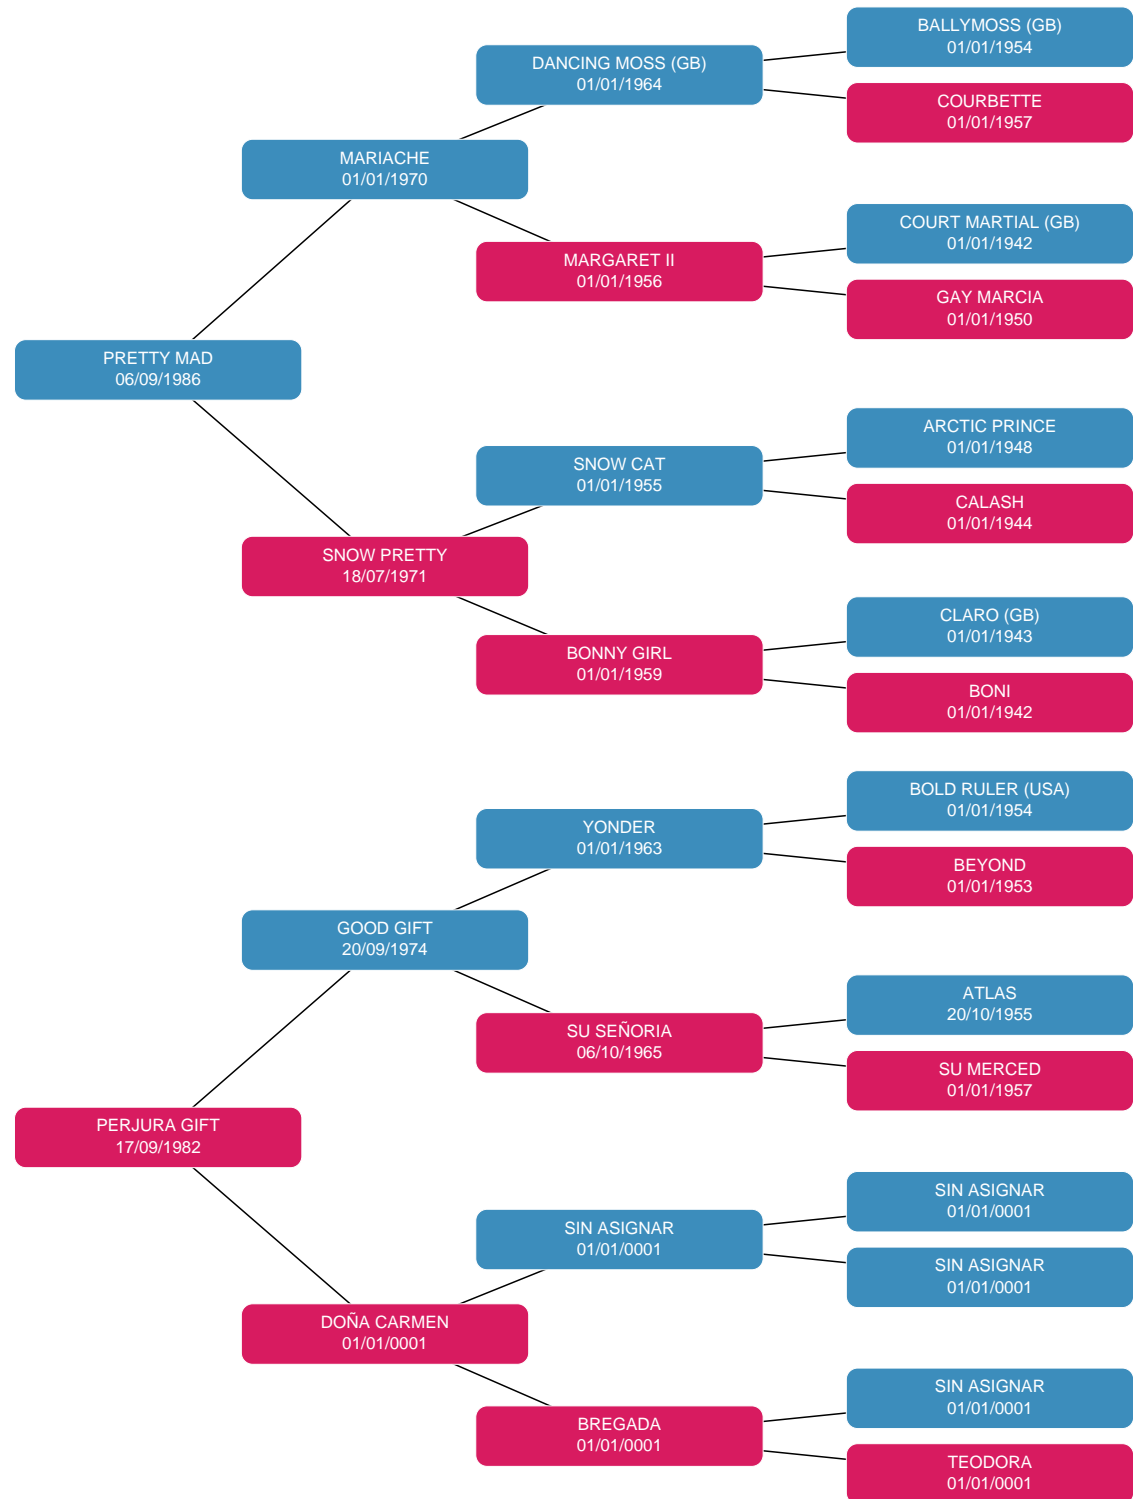 BALLYMOSS (GB)
01/01/1954
DANCING MOSS (GB)
01/01/1964
COURBETTE
01/01/1957
MARIACHE
01/01/1970
COURT MARTIAL (GB)
01/01/1942
MARGARET II
01/01/1956
GAY MARCIA
01/01/1950
PRETTY MAD
06/09/1986
ARCTIC PRINCE
01/01/1948
SNOW CAT
01/01/1955
CALASH
01/01/1944
SNOW PRETTY
18/07/1971
CLARO (GB)
01/01/1943
BONNY GIRL
01/01/1959
BONI
01/01/1942
BOLD RULER (USA)
01/01/1954
YONDER
01/01/1963
BEYOND
01/01/1953
GOOD GIFT
20/09/1974
ATLAS
20/10/1955
SU SEÑORIA
06/10/1965
SU MERCED
01/01/1957
PERJURA GIFT
17/09/1982
SIN ASIGNAR
01/01/0001
SIN ASIGNAR
01/01/0001
SIN ASIGNAR
01/01/0001
DOÑA CARMEN
01/01/0001
SIN ASIGNAR
01/01/0001
BREGADA
01/01/0001
TEODORA
01/01/0001